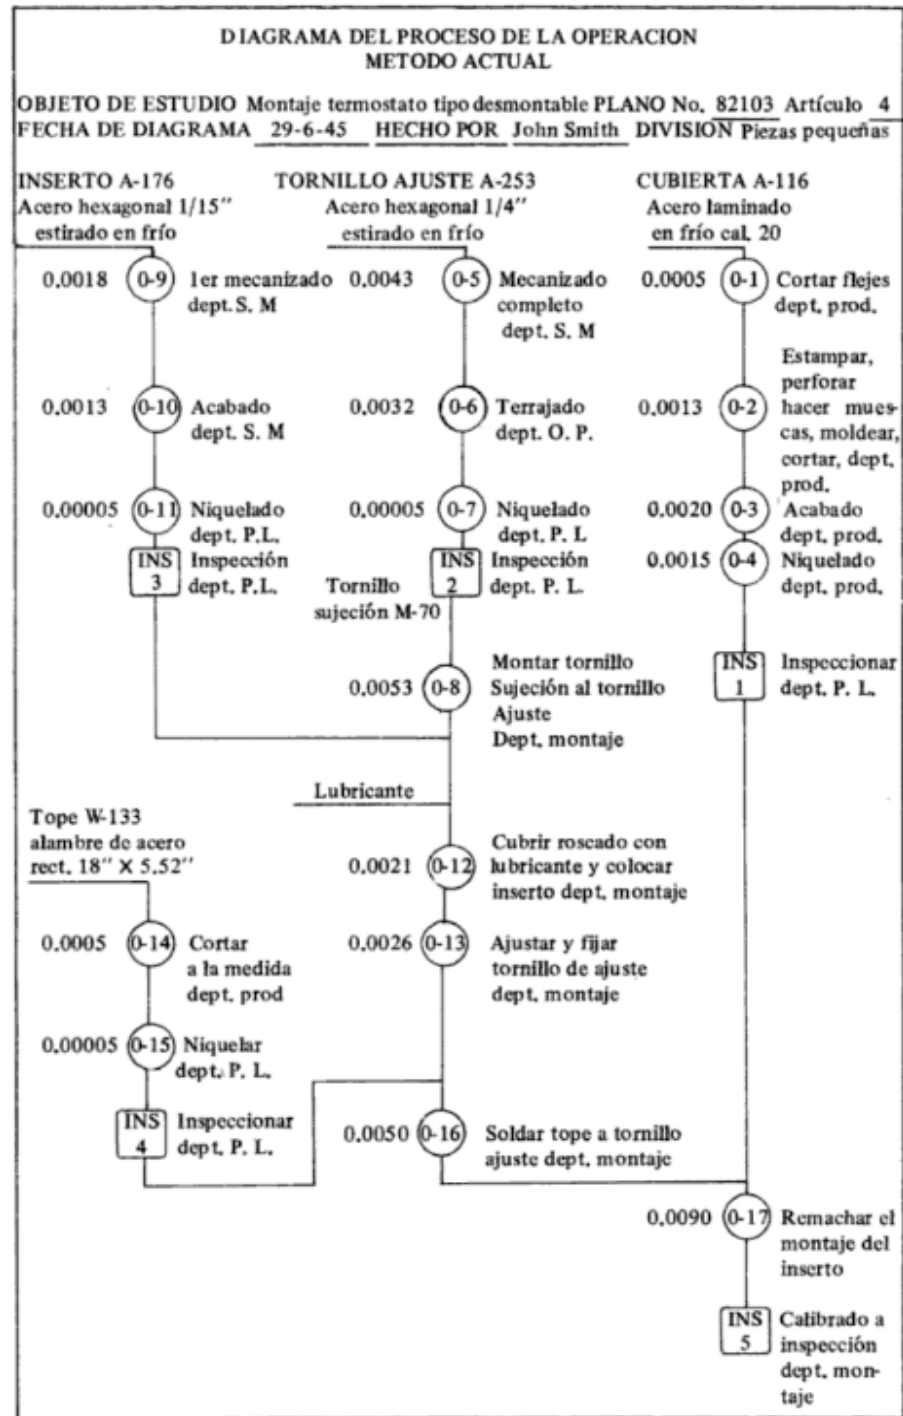 DIAGRAMA DEL PROCESO DE LA OPERACION
METODO ACTUAL
OBJETO DE ESTUDIO Montaje termostato tipo desmontable PLANO No. 82103 Artículo 4
FECHA DE DIAGRAMA 29-6-45 HECHO POR John Smith DIVISION Piezas pequeñas
INSERTO A-176
Acero hexagonal 1/15"
estirado en frío
0.0018 0-9 1er mecanizado
dept. S. M
0.0013 0-10 Acabado
dept. S. M
0.00005 0-11 Niquelado
dept. P.L.
INS 3 Inspección
dept. P.L.
TORNILLO AJUSTE A-253
Acero hexagonal 1/4"
estirado en frío
0.0043 0-5 Mecanizado
completo
dept. S. M
0.0032 0-6 Terrajado
dept. O. P.
0.00005 0-7 Niquelado
dept. P. L
INS 2 Inspección
dept. P. L.
Tornillo
sujeción M-70
0.0053 0-8 Montar tornillo
Sujeción al tornillo
Ajuste
Dept. montaje
CUBIERTA A-116
Acero laminado
en frío cal. 20
0.0005 0-1 Cortar flejes
dept. prod.
0.0013 0-2 Estampar,
perforar
hacer mues-
cas, moldear,
cortar, dept.
prod.
0.0020 0-3 Acabado
dept. prod.
0.0015 0-4 Niquelado
dept. prod.
INS 1 Inspeccionar
dept. P. L.
Lubricante
0.0021 0-12 Cubrir roscado con
lubricante y colocar
inserto dept. montaje
0.0026 0-13 Ajustar y fijar
tornillo de ajuste
dept. montaje
Tope W-133
alambre de acero
rect. 18" X 5.52"
0.0005 0-14 Cortar
a la medida
dept. prod
0.00005 0-15 Niquelar
dept. P. L.
INS 4 Inspeccionar
dept. P. L.
0.0050 0-16 Soldar tope a tornillo
ajuste dept. montaje
0.0090 0-17 Remachar el
montaje del
inserto
INS 5 Calibrado a
inspección
dept. mon-
taje